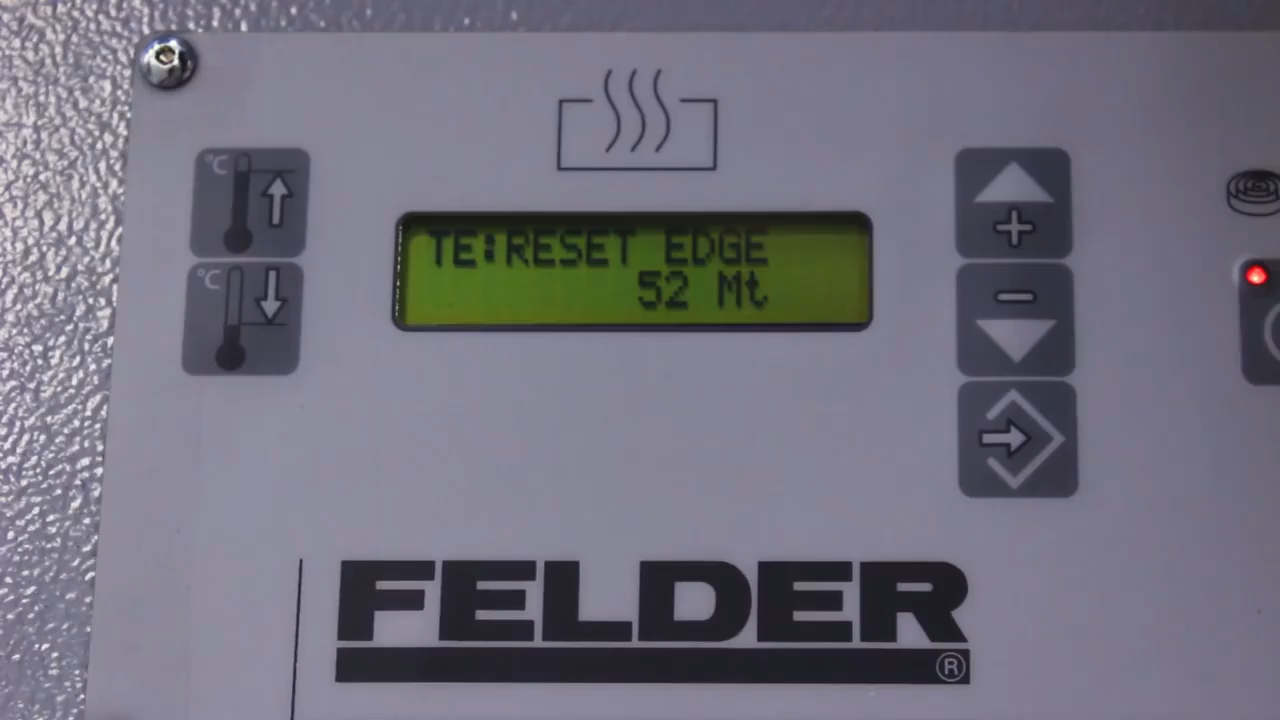 °C
°C
TE:RESET EDGE
52 Mt
FELDER
®